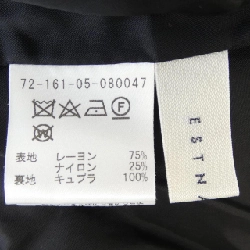 72-161-05-080047
表地 レーヨン 75%
ナイロン 25%
裏地 キュプラ 100%
ESTN